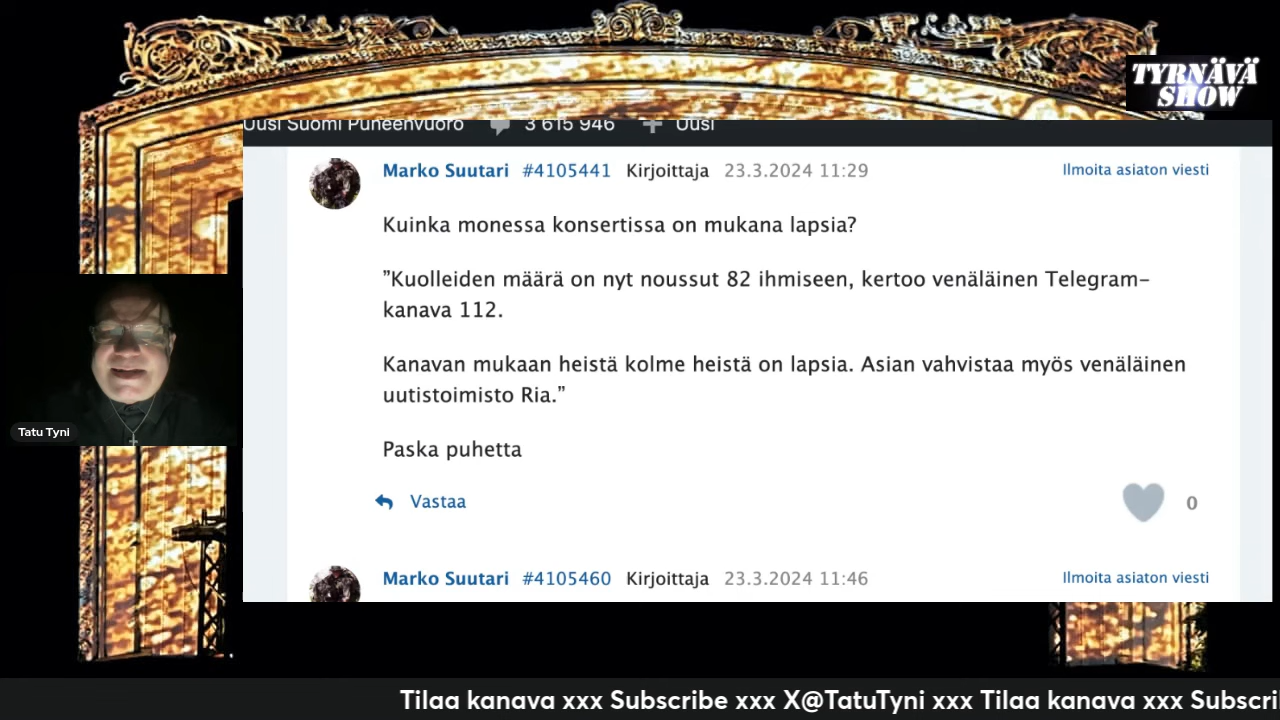 TYRNÄVÄ
SHOW
Uusi Suomi Puheenvuoro 3 615 946 + Uusi
Marko Suutari #4105441 Kirjoittaja 23.3.2024 11:29 Ilmoita asiaton viesti
Kuinka monessa konsertissa on mukana lapsia?
”Kuolleiden määrä on nyt noussut 82 ihmiseen, kertoo venäläinen Telegram-
kanava 112.
Kanavan mukaan heistä kolme heistä on lapsia. Asian vahvistaa myös venäläinen
uutistoimisto Ria.”
Paska puhetta
Vastaa 0
Marko Suutari #4105460 Kirjoittaja 23.3.2024 11:46 Ilmoita asiaton viesti
Tatu Tyni
Tilaa kanava xxx Subscribe xxx X@TatuTyni xxx Tilaa kanava xxx Subscri